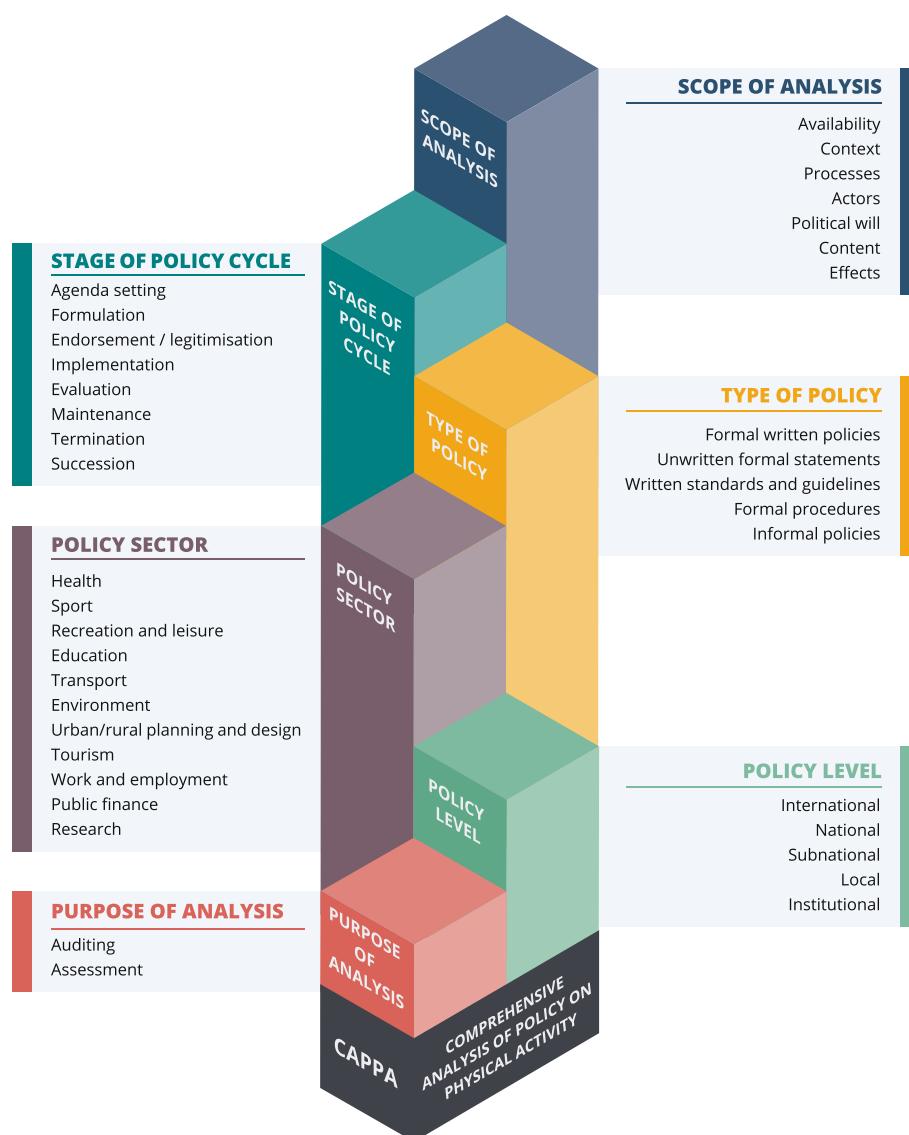 SCOPE OF
ANALYSIS
SCOPE OF ANALYSIS
Availability
Context
Processes
Actors
Political will
Content
Effects
STAGE OF POLICY CYCLE
Agenda setting
Formulation
Endorsement / legitimisation
Implementation
Evaluation
Maintenance
Termination
Succession
STAGE OF
POLICY
CYCLE
TYPE OF
POLICY
TYPE OF POLICY
Formal written policies
Unwritten formal statements
Written standards and guidelines
Formal procedures
Informal policies
POLICY SECTOR
Health
Sport
Recreation and leisure
Education
Transport
Environment
Urban/rural planning and design
Tourism
Work and employment
Public finance
Research
POLICY
SECTOR
POLICY
LEVEL
POLICY LEVEL
International
National
Subnational
Local
Institutional
PURPOSE OF ANALYSIS
Auditing
Assessment
PURPOSE
OF
ANALYSIS
CAPPA
COMPREHENSIVE
ANALYSIS OF POLICY ON
PHYSICAL ACTIVITY